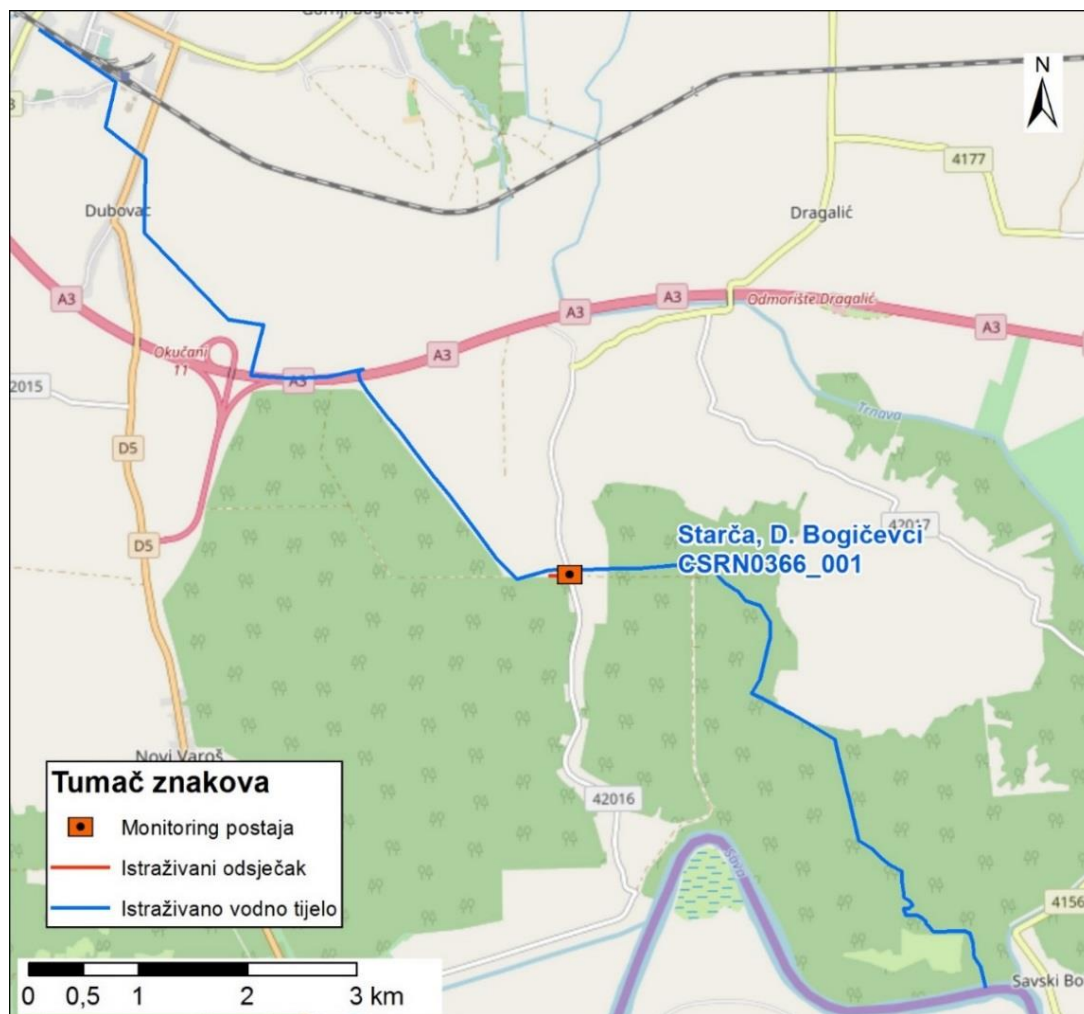 Gornji Bogićevci
N
3
4177
Dubovac
Dragalić
A3
A3
Odmorište Dragalić
A3
A3
Okučani
11
A3
42015
Trnava
D5
42017
Starča, D. Bogičevci
CSRN0366_001
D5
Novi Varoš
42016
Sava
4156
Savski Bo
Tumač znakova
Monitoring postaja
Istraživani odsječak
Istraživano vodno tijelo
0 0,5 1 2 3 km